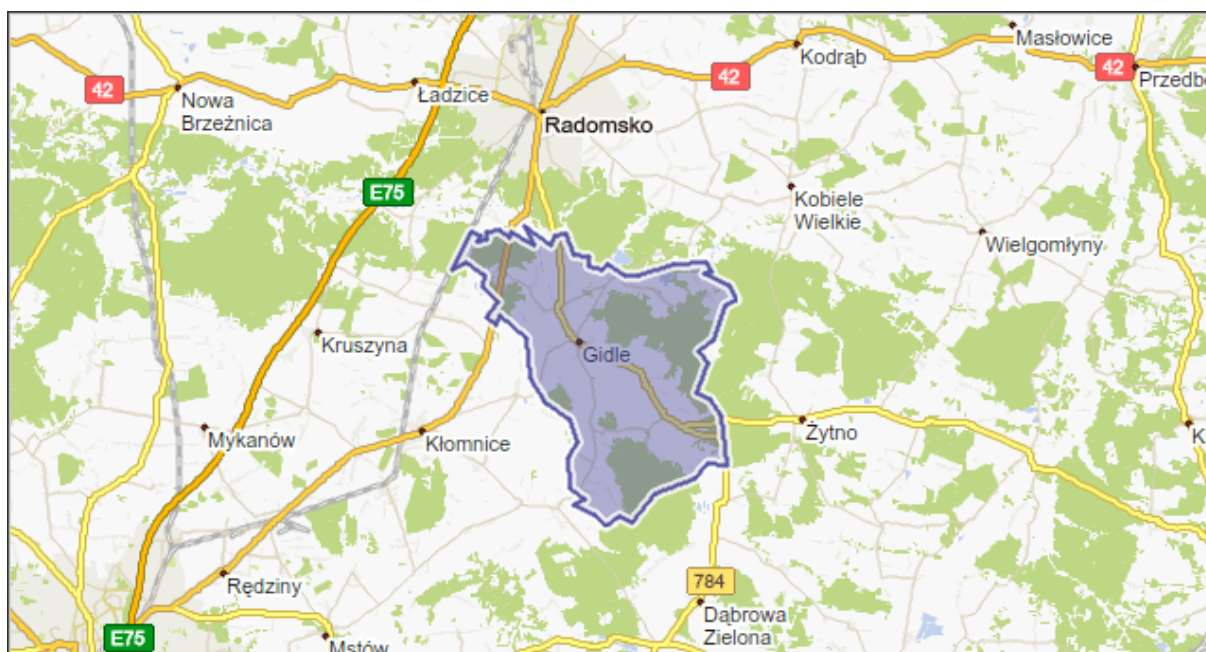 Masłowice
Kodrąb
42
42
Przedbo
42
Ładzice
Nowa
Brzeźnica
Radomsko
E75
Kobiele
Wielkie
Wielgomłyny
Kruszyna
Gidle
Mykanów
Kłomnice
Żytno
K
Rędziny
784
Dąbrowa
Zielona
E75
Mstów